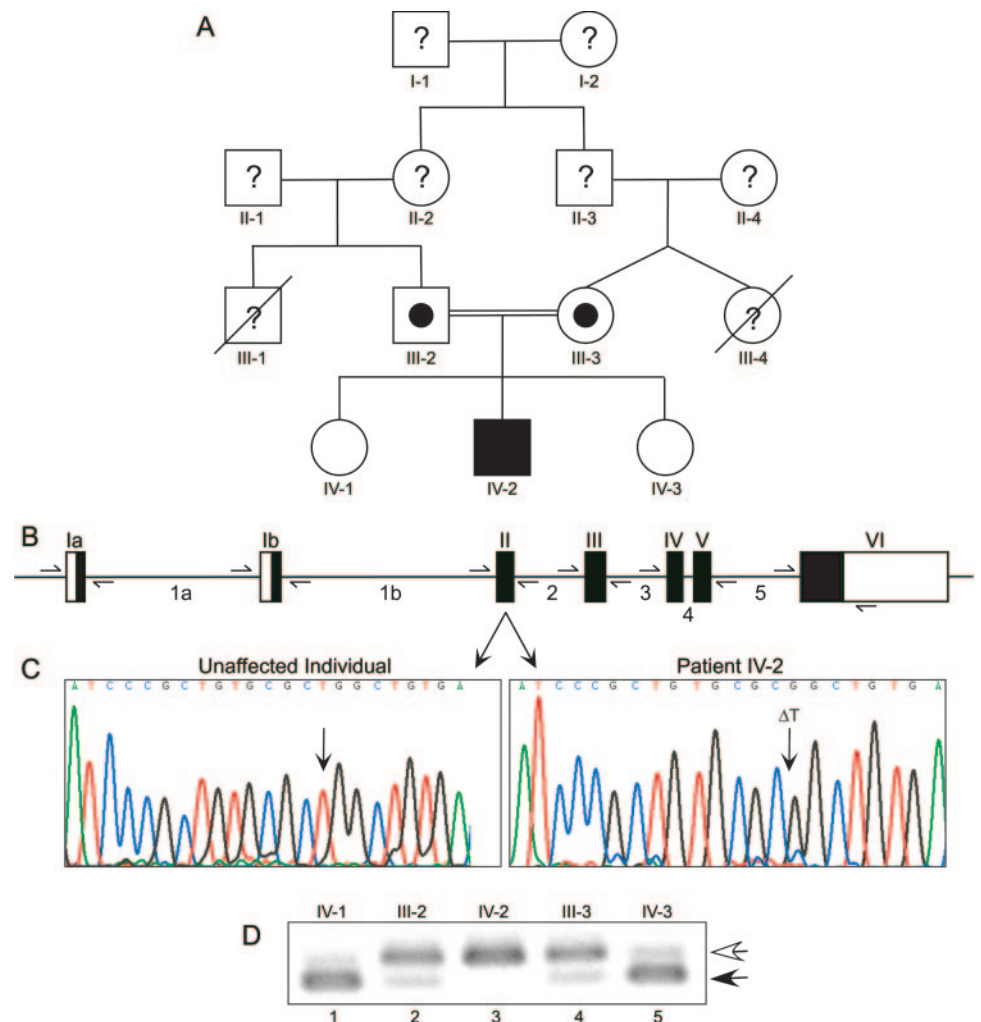 A
? ?
I-1 I-2
? ? ? ?
II-1 II-2 II-3 II-4
? ?
III-1 III-2 III-3 III-4
IV-1 IV-2 IV-3
B Ia Ib II III IV V VI
1a 1b 2 3 4 5
C Unaffected Individual Patient IV-2
A T C C C G C T G T G C G C T G G C T G T G A A T C C C G C T G T G C G C G G C T G T G A
ΔT
IV-1 III-2 IV-2 III-3 IV-3
D
1 2 3 4 5